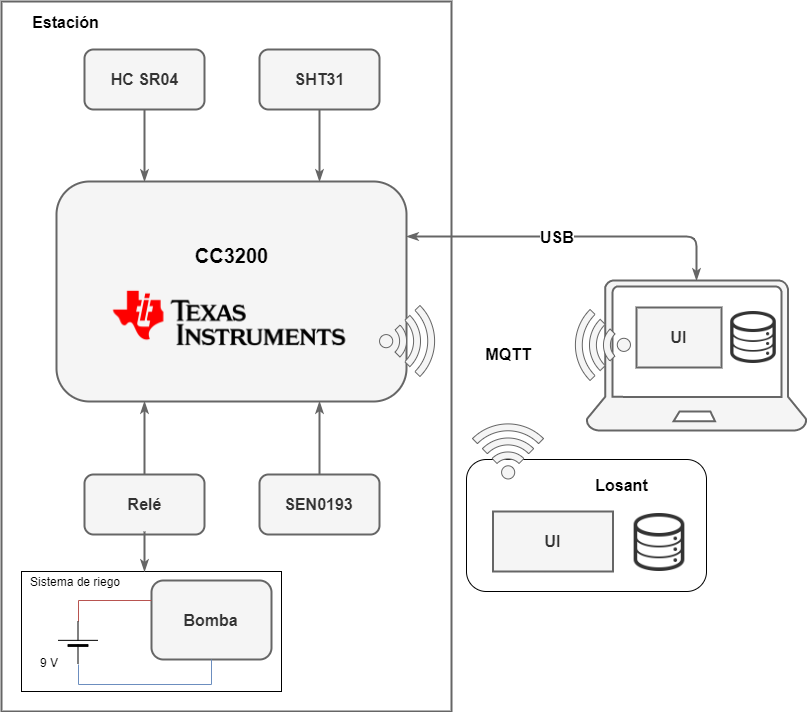 Estación
HC SR04
SHT31
CC3200
TEXAS
INSTRUMENTS
USB
UI
MQTT
Relé
SEN0193
Losant
UI
Sistema de riego
Bomba
9 V